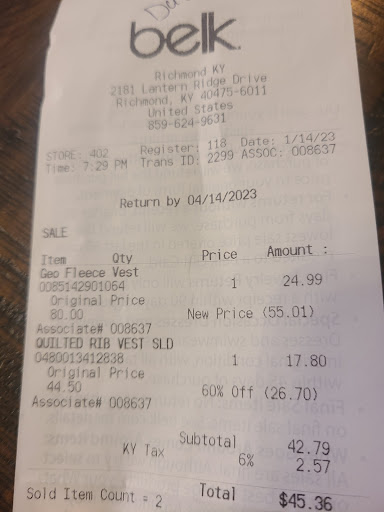 belk.
Richmond KY
2181 Lantern Ridge Drive
Richmond, KY 40475-6011
United States
859-624-9631
STORE: 402 Register: 118 Date: 1/14/23
Time: 7:29 PM Trans ID: 2299 ASSOC: 008637
Return by 04/14/2023
SALE
Item Qty Price Amount :
Geo Fleece Vest
0085142901064 1 24.99
Original Price
80.00 New Price (55.01)
Associate# 008637
QUILTED RIB VEST SLD
0480013412838 1 17.80
Original Price
44.50 60% Off (26.70)
Associate# 008637
Subtotal 42.79
KY Tax 6% 2.57
Sold Item Count = 2 Total $45.36